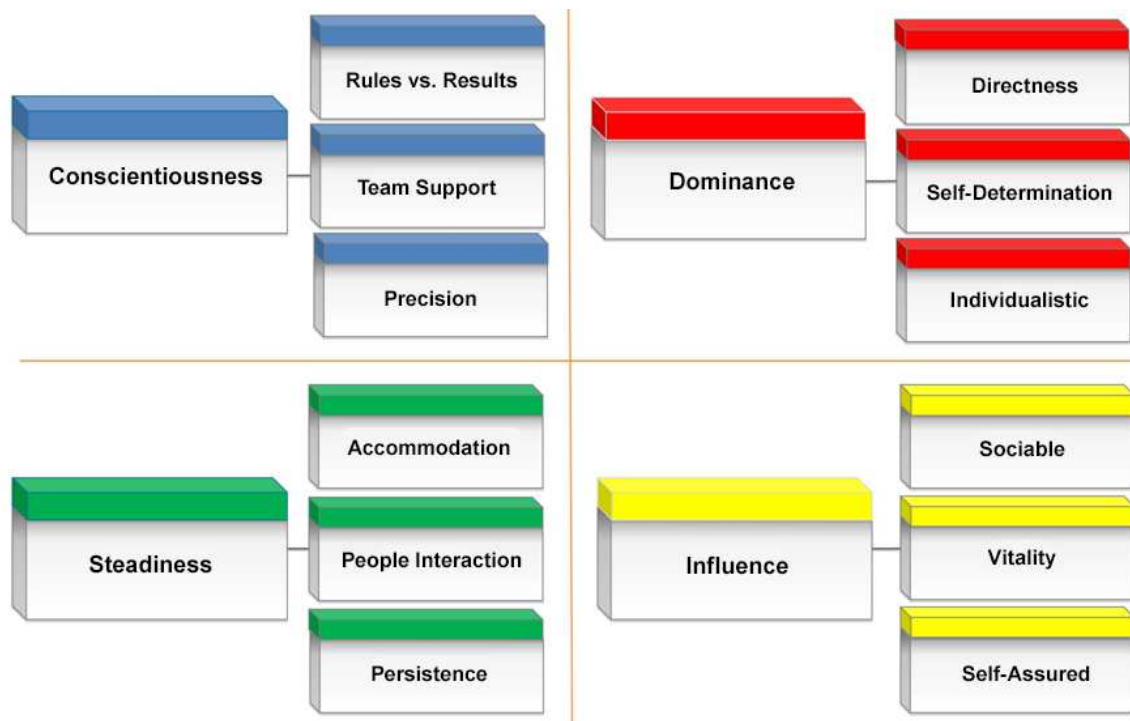 Conscientiousness
Rules vs. Results
Team Support
Precision
Dominance
Directness
Self-Determination
Individualistic
Steadiness
Accommodation
People Interaction
Persistence
Influence
Sociable
Vitality
Self-Assured